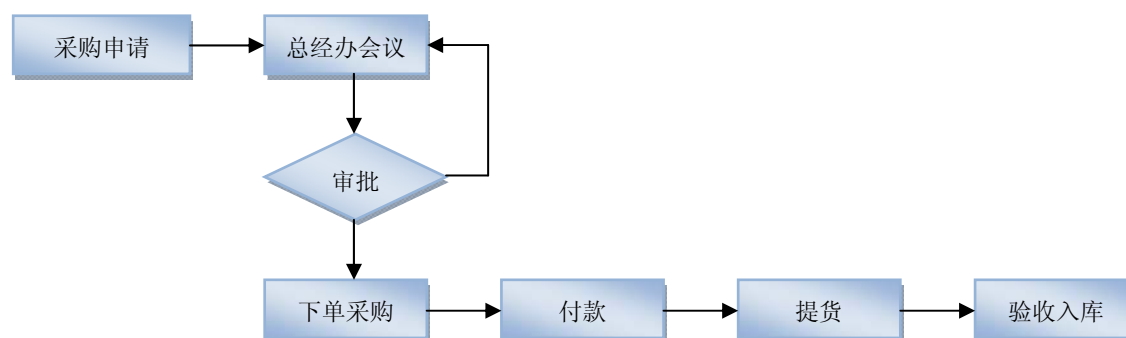 采购申请
总经办会议
审批
下单采购
付款
提货
验收入库